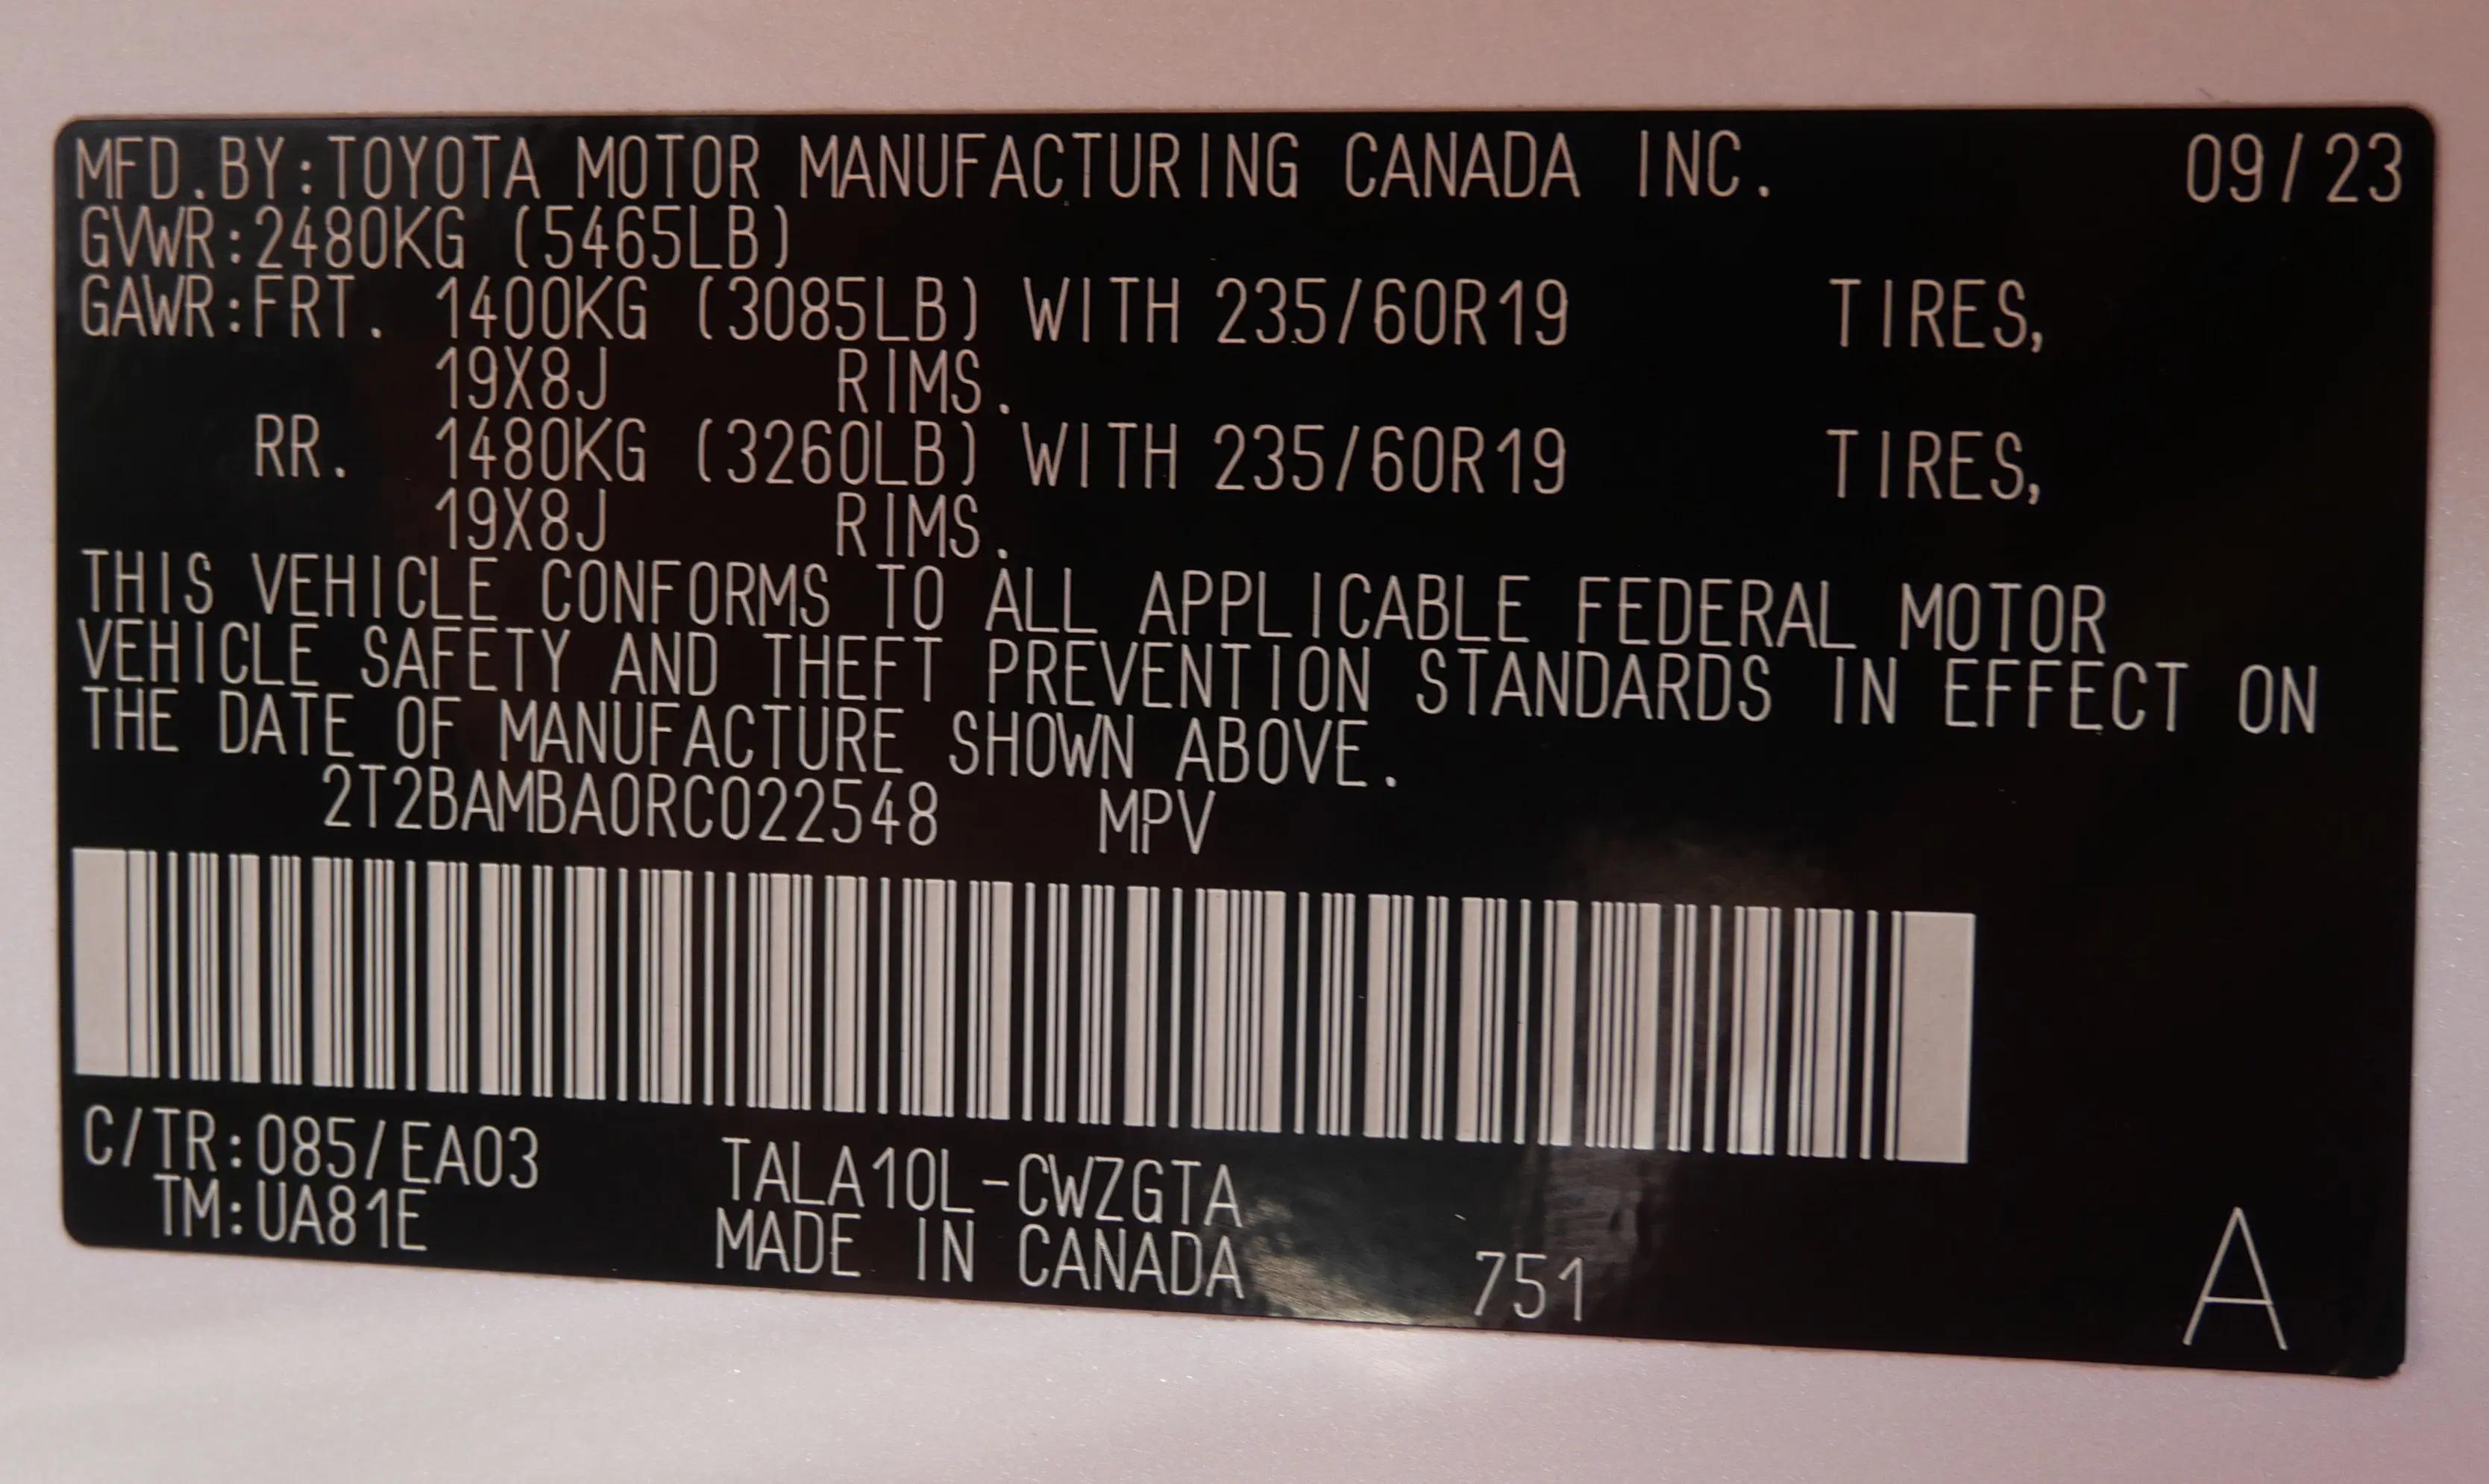 MFD.BY:TOYOTA MOTOR MANUFACTURING CANADA INC. 09/23
GVWR:2480KG (5465LB)
GAWR:FRT. 1400KG (3085LB) WITH 235/60R19 TIRES,
19X8J RIMS.
RR. 1480KG (3260LB) WITH 235/60R19 TIRES,
19X8J RIMS.
THIS VEHICLE CONFORMS TO ALL APPLICABLE FEDERAL MOTOR
VEHICLE SAFETY AND THEFT PREVENTION STANDARDS IN EFFECT ON
THE DATE OF MANUFACTURE SHOWN ABOVE.
2T2BAMBA0RC022548 MPV
C/TR:085/EA03 TALA10L-CWZGTA
TM:UA81E MADE IN CANADA 751 A